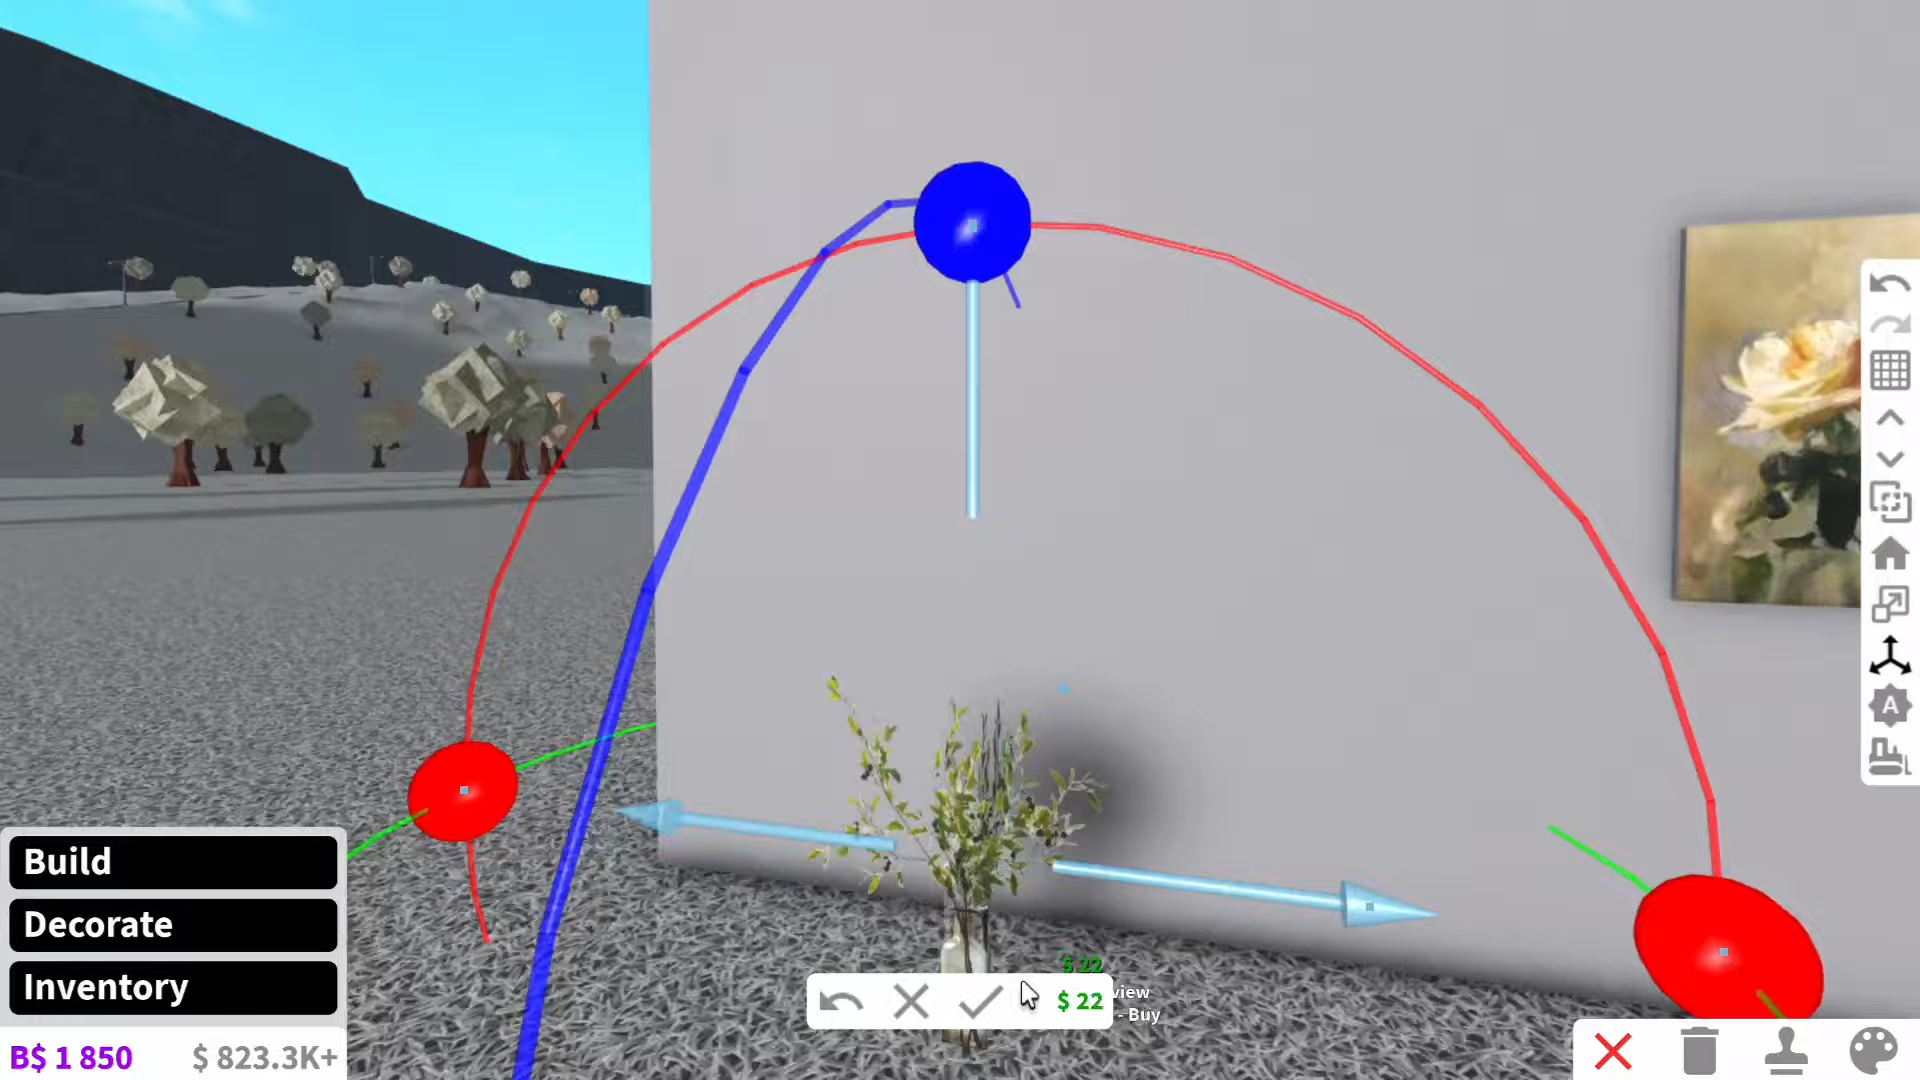 A
Build
Decorate
Inventory
$ 22
$ 22
view
- Buy
B$ 1 850
$ 823.3K+